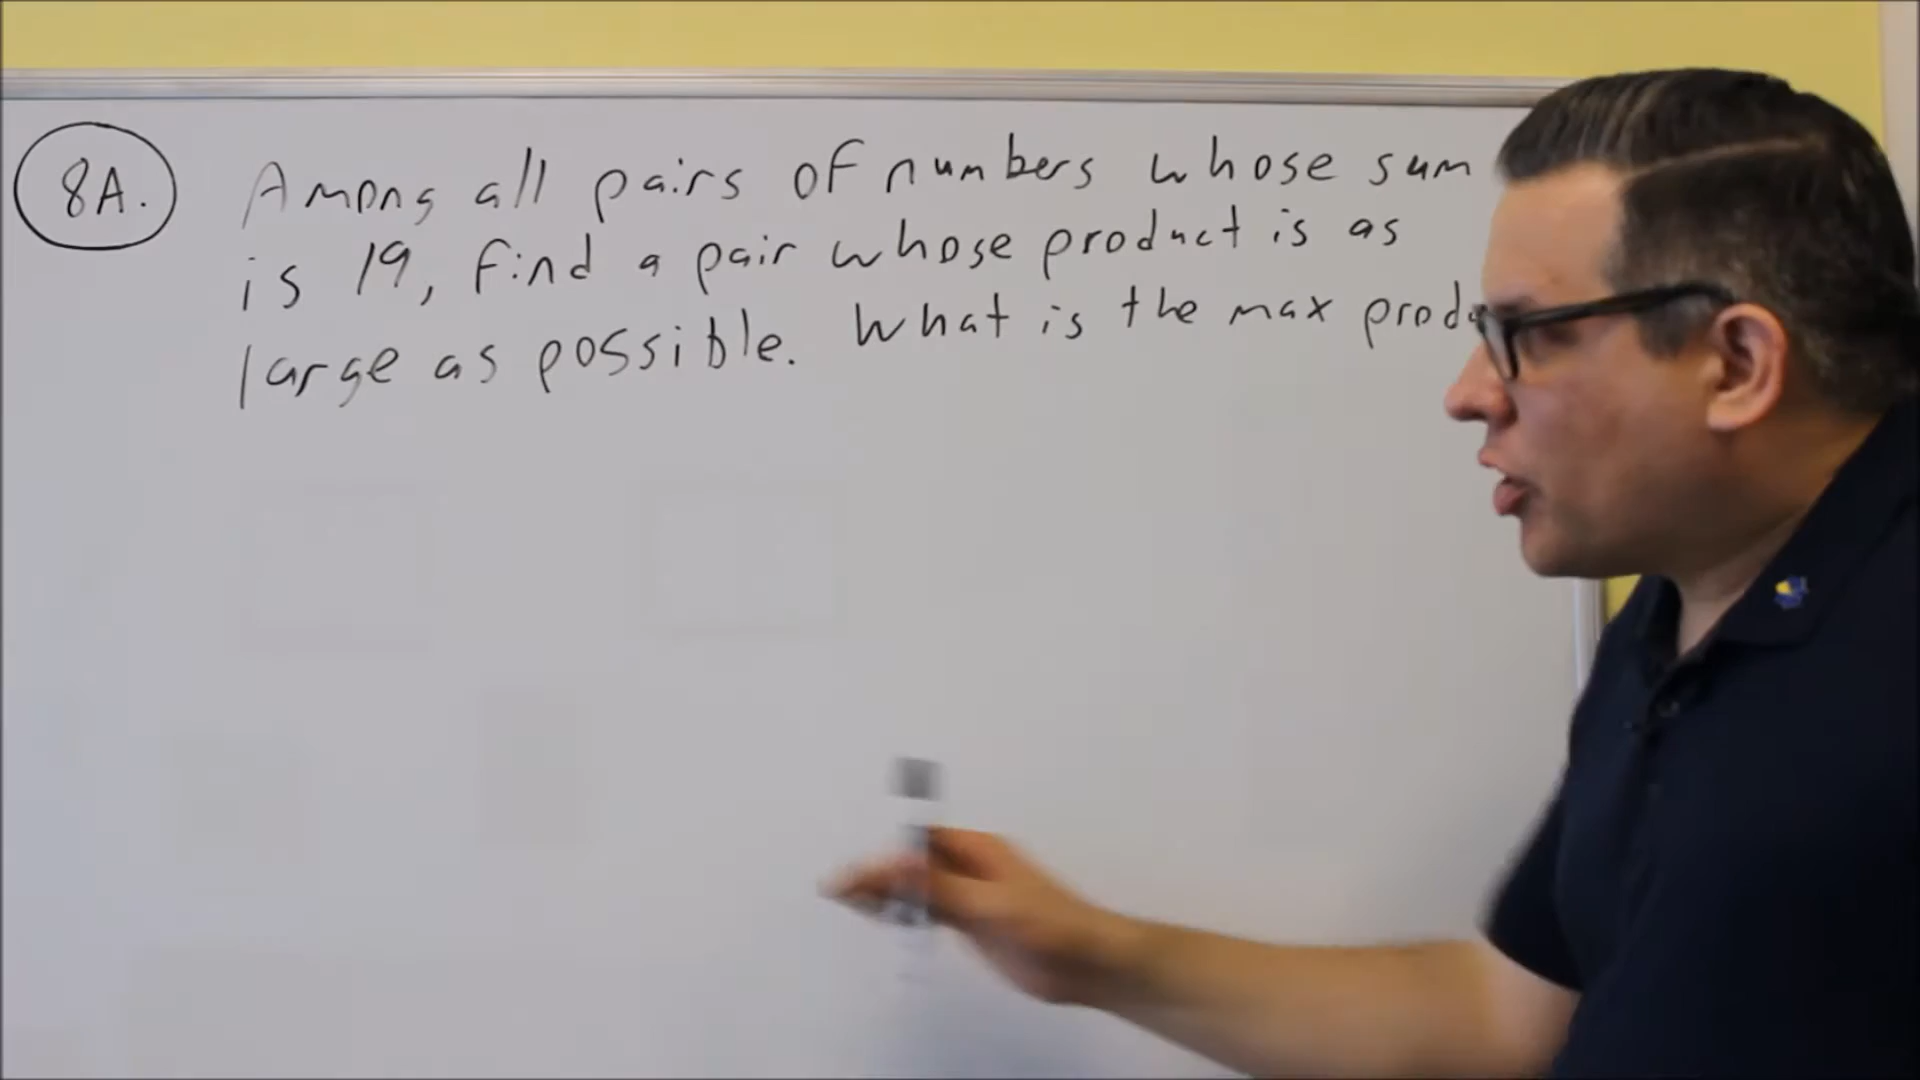 8A. Among all pairs of numbers whose sum
is 19, find a pair whose product is as
large as possible. What is the max